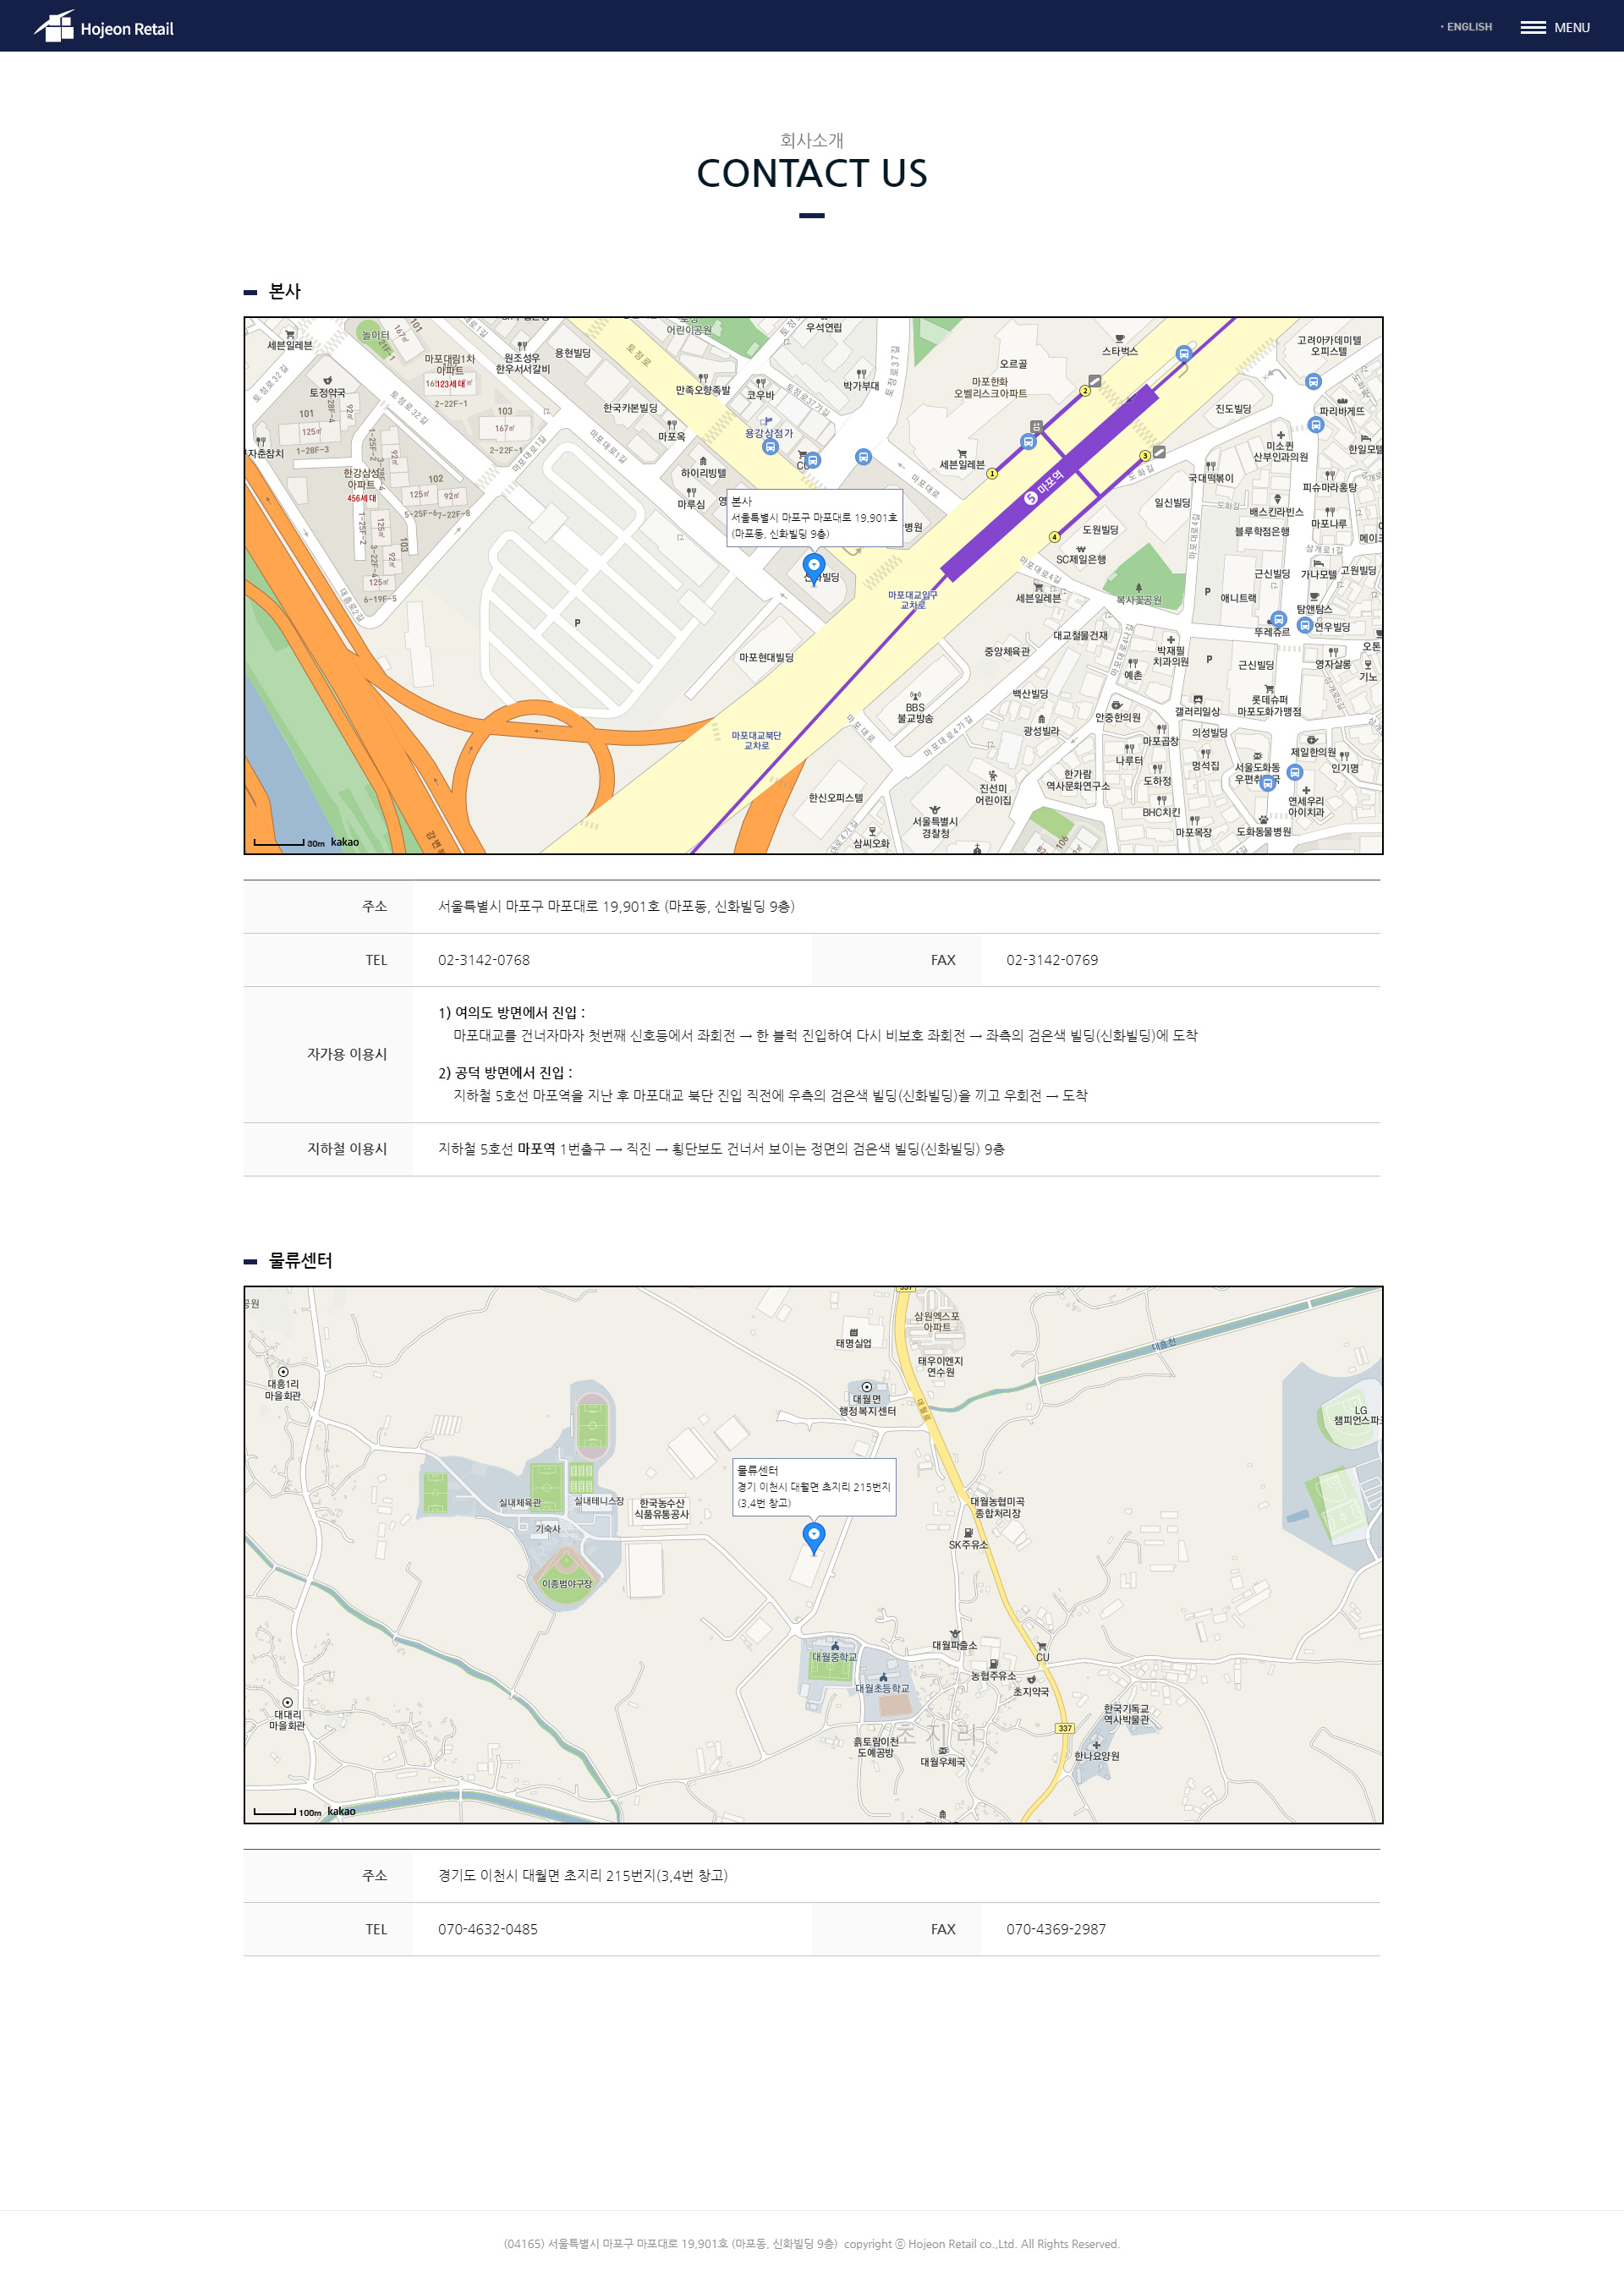 Hojeon Retail
· ENGLISH
MENU
회사소개
CONTACT US
본사
세븐일레븐
놀이터
마포대림1차
아파트
원조성우
한우서서갈비
용현빌딩
토정로
어린이공원
우석연립
스타벅스
고려아카데미텔
오피스텔
토정약국
만족오향족발
코우바
박가부대
토정로37길
오르골
마포한화
오벨리스크아파트
진도빌딩
파리바게뜨
한국카본빌딩
마포옥
용강상점가
미소퀸
산부인과의원
한강삼성
아파트
456세대
하이리빙텔
마루심
세븐일레븐
5 마포역
국대떡볶이
피슈마라홍탕
일신빌딩
배스킨라빈스
마포나루
블루학점은행
본사
서울특별시 마포구 마포대로 19,901호
(마포동, 신화빌딩 9층)
도원빌딩
SC제일은행
세븐일레븐
복사꽃공원
근신빌딩
가나모텔
고원빌딩
애니트랙
탐앤탐스
뚜레쥬르
연우빌딩
마포대교입구
교차로
마포현대빌딩
대교철물건재
중앙체육관
박재필
치과의원
예촌
근신빌딩
영자살롱
BBS
불교방송
백산빌딩
광성빌라
안중한의원
갤러리일상
롯데슈퍼
마포도화가맹점
마포대교북단
교차로
마포대로4가길
마포곱창
의성빌딩
제일한의원
나루터
멍석집
인기명
한신오피스텔
진선미
어린이집
한가람
역사문화연구소
도하정
서울도화동
연세우리
아이치과
BHC치킨
서울특별시
경찰청
삼씨오화
마포목장
도화동물병원
30m kakao
주소 서울특별시 마포구 마포대로 19,901호 (마포동, 신화빌딩 9층)
TEL 02-3142-0768 FAX 02-3142-0769
자가용 이용시
1) 여의도 방면에서 진입 :
마포대교를 건너자마자 첫번째 신호등에서 좌회전 → 한 블럭 진입하여 다시 비보호 좌회전 → 좌측의 검은색 빌딩(신화빌딩)에 도착
2) 공덕 방면에서 진입 :
지하철 5호선 마포역을 지난 후 마포대교 북단 진입 직전에 우측의 검은색 빌딩(신화빌딩)을 끼고 우회전 → 도착
지하철 이용시 지하철 5호선 마포역 1번출구 → 직진 → 횡단보도 건너서 보이는 정면의 검은색 빌딩(신화빌딩) 9층
물류센터
삼원엑스포
아파트
태명실업
대흥천
태우이엔지
연수원
대흥1리
마을회관
대월면
행정복지센터
대월로
LG
물류센터
경기 이천시 대월면 초지리 215번지
(3,4번 창고)
실내체육관
실내테니스장
한국농수산
식품유통공사
대월농협미곡
종합처리장
기숙사
SK주유소
이종범야구장
대월파출소
대월중학교
CU
농협주유소
대월초등학교
초지약국
대대리
마을회관
한국기독교
역사박물관
337
초지리
흙토람이천
도예공방
대월우체국
한나요양원
100m kakao
주소 경기도 이천시 대월면 초지리 215번지(3,4번 창고)
TEL 070-4632-0485 FAX 070-4369-2987
(04165) 서울특별시 마포구 마포대로 19,901호 (마포동, 신화빌딩 9층) copyright ⓒ Hojeon Retail co.,Ltd. All Rights Reserved.